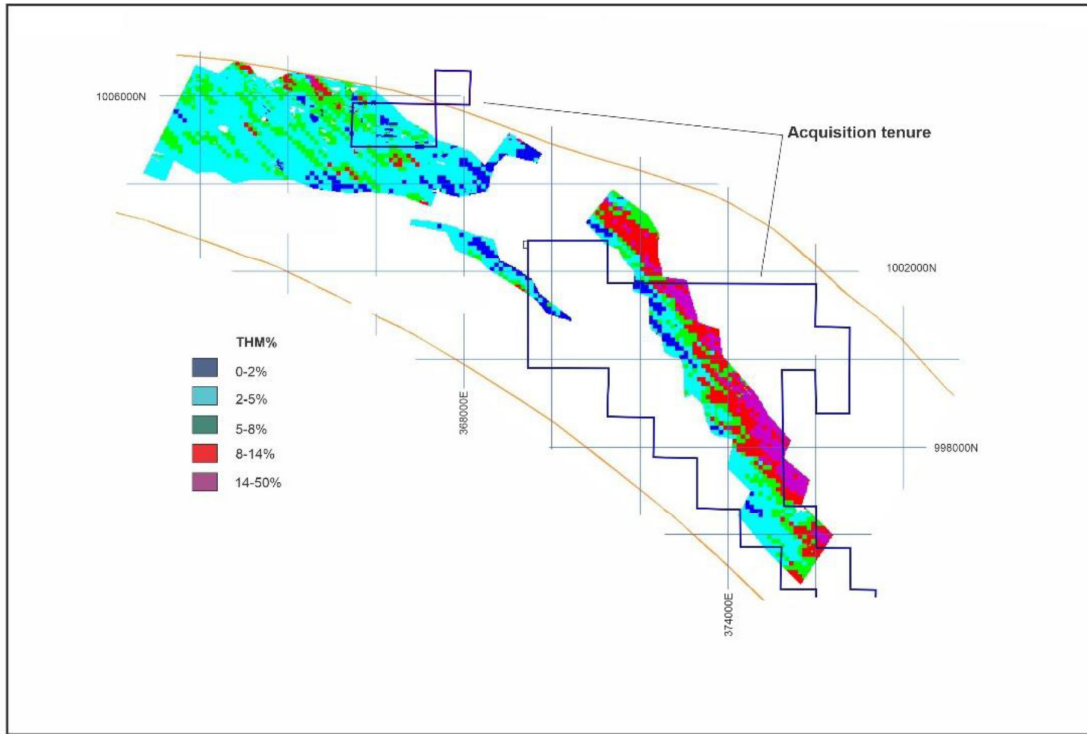 1006000N
Acquisition tenure
1002000N
THM%
0-2%
2-5%
5-8%
8-14%
14-50%
368000E
998000N
374000E